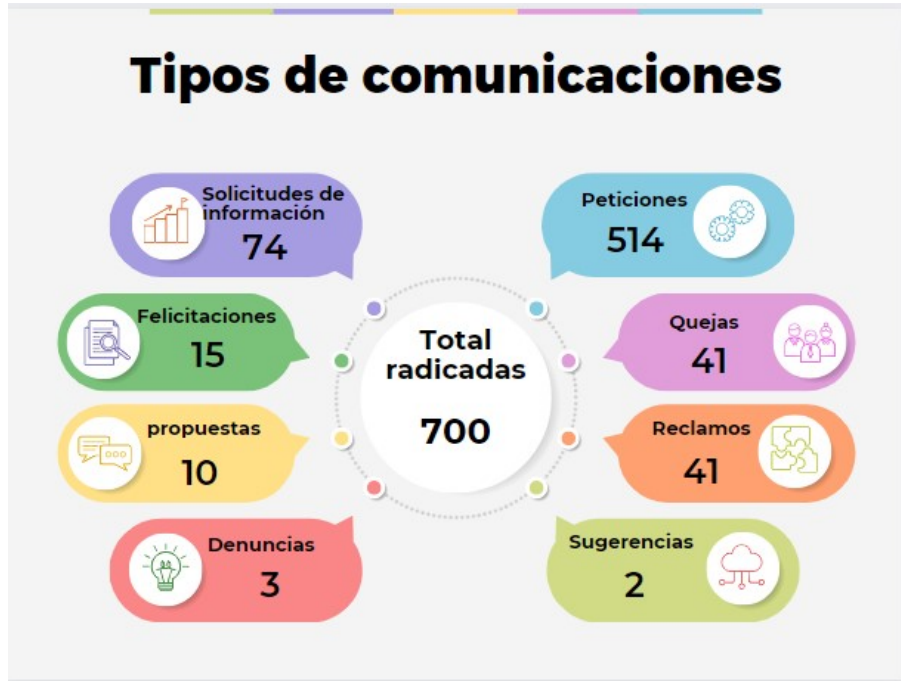 Tipos de comunicaciones
Solicitudes de
información
74
Peticiones
514
Felicitaciones
15
Quejas
41
Total
radicadas
700
propuestas
10
Reclamos
41
Denuncias
3
Sugerencias
2